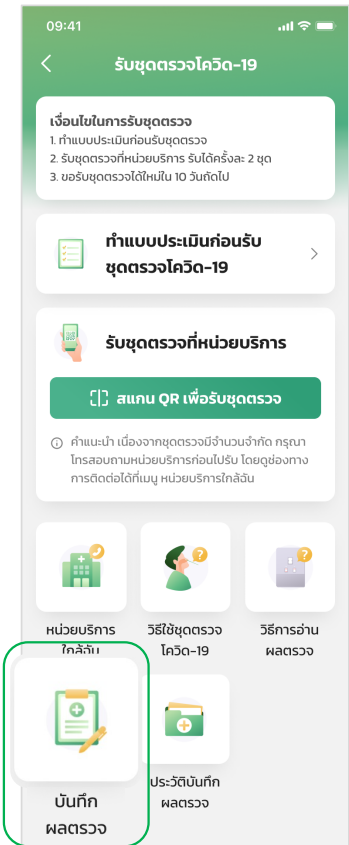 09:41
รับชุดตรวจโควิด-19
เงื่อนไขในการรับชุดตรวจ
1. ทำแบบประเมินก่อนรับชุดตรวจ
2. รับชุดตรวจที่หน่วยบริการ รับได้ครั้งละ 2 ชุด
3. ขอรับชุดตรวจได้ใหม่ใน 10 วันถัดไป
ทำแบบประเมินก่อนรับ
ชุดตรวจโควิด-19
รับชุดตรวจที่หน่วยบริการ
สแกน QR เพื่อรับชุดตรวจ
คำแนะนำ เนื่องจากชุดตรวจมีจำนวนจำกัด กรุณา
โทรสอบถามหน่วยบริการก่อนไปรับ โดยดูช่องทาง
การติดต่อได้ที่เมนู หน่วยบริการใกล้ฉัน
หน่วยบริการ
ใกล้ฉัน
วิธีใช้ชุดตรวจ
โควิด-19
วิธีการอ่าน
ผลตรวจ
บันทึก
ผลตรวจ
ประวัติบันทึก
ผลตรวจ